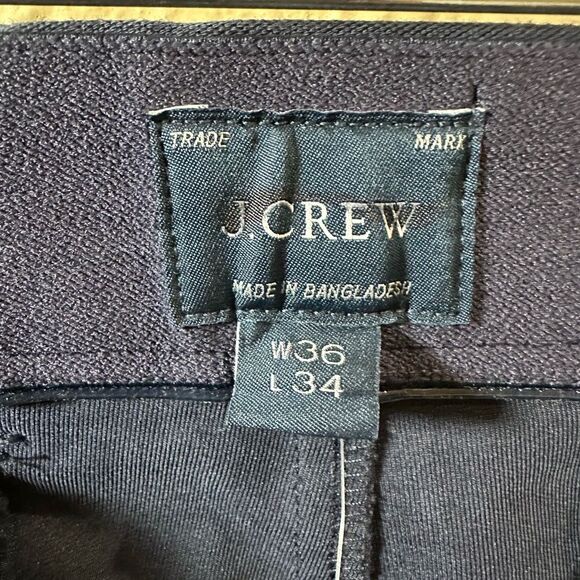 TRADE MARK
J.CREW
MADE IN BANGLADESH
W36
L34